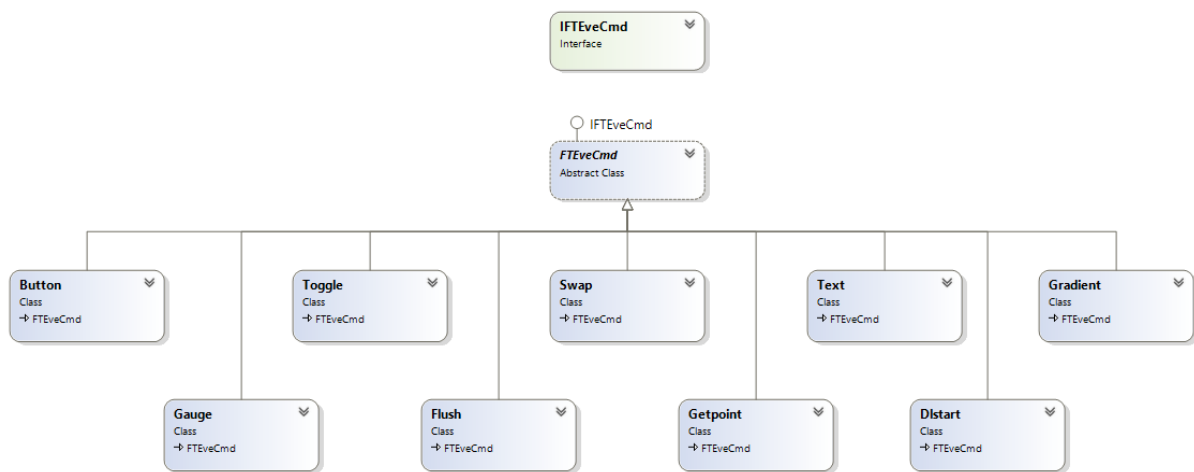 IFTEveCmd
Interface
IFTEveCmd
FTEveCmd
Abstract Class
Button
Class
FTEveCmd
Toggle
Class
FTEveCmd
Swap
Class
FTEveCmd
Text
Class
FTEveCmd
Gradient
Class
FTEveCmd
Gauge
Class
FTEveCmd
Flush
Class
FTEveCmd
Getpoint
Class
FTEveCmd
Dlstart
Class
FTEveCmd